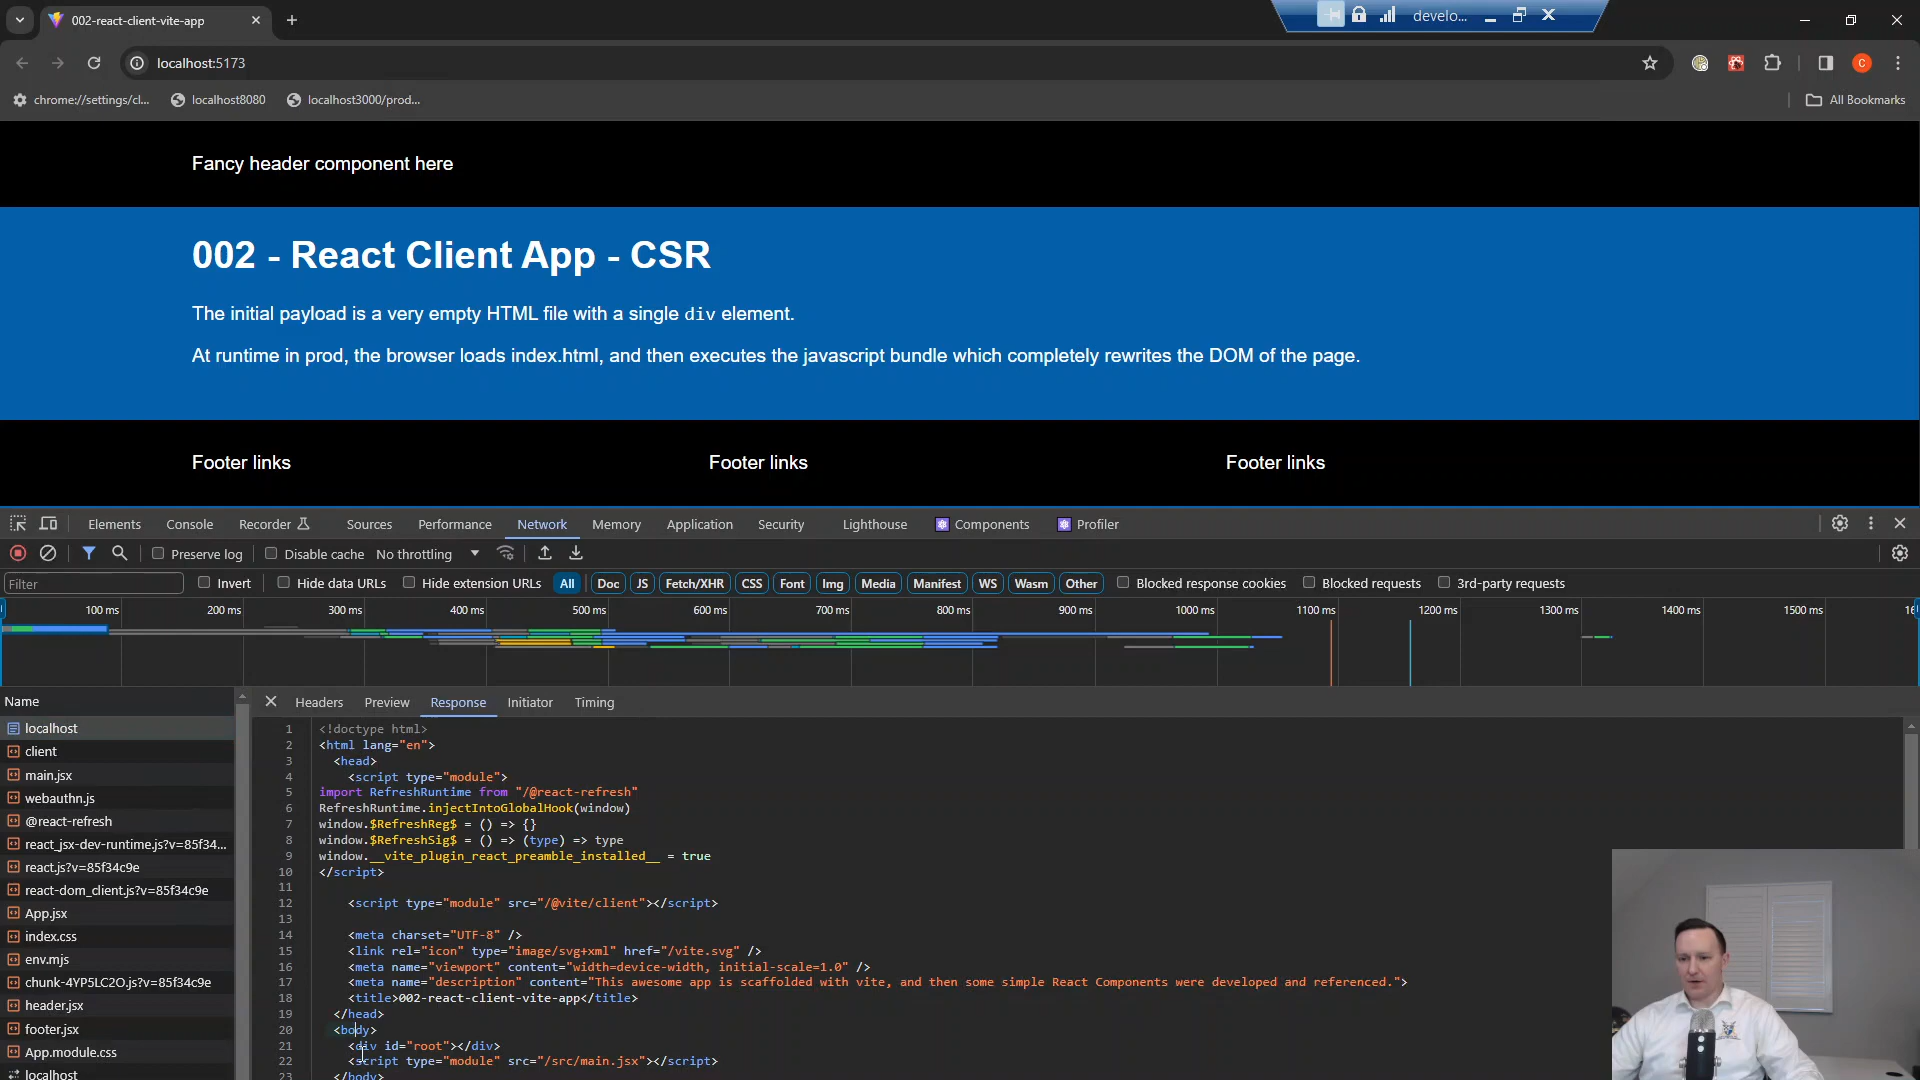 002-react-client-vite-app
develo...
localhost:5173
C
chrome://settings/cl...
localhost8080
localhost3000/prod...
All Bookmarks
Fancy header component here
002 - React Client App - CSR
The initial payload is a very empty HTML file with a single div element.
At runtime in prod, the browser loads index.html, and then executes the javascript bundle which completely rewrites the DOM of the page.
Footer links Footer links Footer links
Elements Console Recorder Sources Performance Network Memory Application Security Lighthouse Components Profiler
Preserve log Disable cache No throttling
Filter Invert Hide data URLs Hide extension URLs All Doc JS Fetch/XHR CSS Font Img Media Manifest WS Wasm Other Blocked response cookies Blocked requests 3rd-party requests
100 ms 200 ms 300 ms 400 ms 500 ms 600 ms 700 ms 800 ms 900 ms 1000 ms 1100 ms 1200 ms 1300 ms 1400 ms 1500 ms 16
Name
localhost
client
main.jsx
webauthn.js
@react-refresh
react_jsx-dev-runtime.js?v=85f34...
react.js?v=85f34c9e
react-dom_client.js?v=85f34c9e
App.jsx
index.css
env.mjs
chunk-4YP5LC2O.js?v=85f34c9e
header.jsx
footer.jsx
App.module.css
localhost
Headers Preview Response Initiator Timing
1 <!doctype html>
2 <html lang="en">
3 <head>
4 <script type="module">
5 import RefreshRuntime from "/@react-refresh"
6 RefreshRuntime.injectIntoGlobalHook(window)
7 window.$RefreshReg$ = () => {}
8 window.$RefreshSig$ = () => (type) => type
9 window.__vite_plugin_react_preamble_installed__ = true
10 </script>
11
12 <script type="module" src="/@vite/client"></script>
13
14 <meta charset="UTF-8" />
15 <link rel="icon" type="image/svg+xml" href="/vite.svg" />
16 <meta name="viewport" content="width=device-width, initial-scale=1.0" />
17 <meta name="description" content="This awesome app is scaffolded with vite, and then some simple React Components were developed and referenced.">
18 <title>002-react-client-vite-app</title>
19 </head>
20 <body>
21 <div id="root"></div>
22 <script type="module" src="/src/main.jsx"></script>
23 </body>